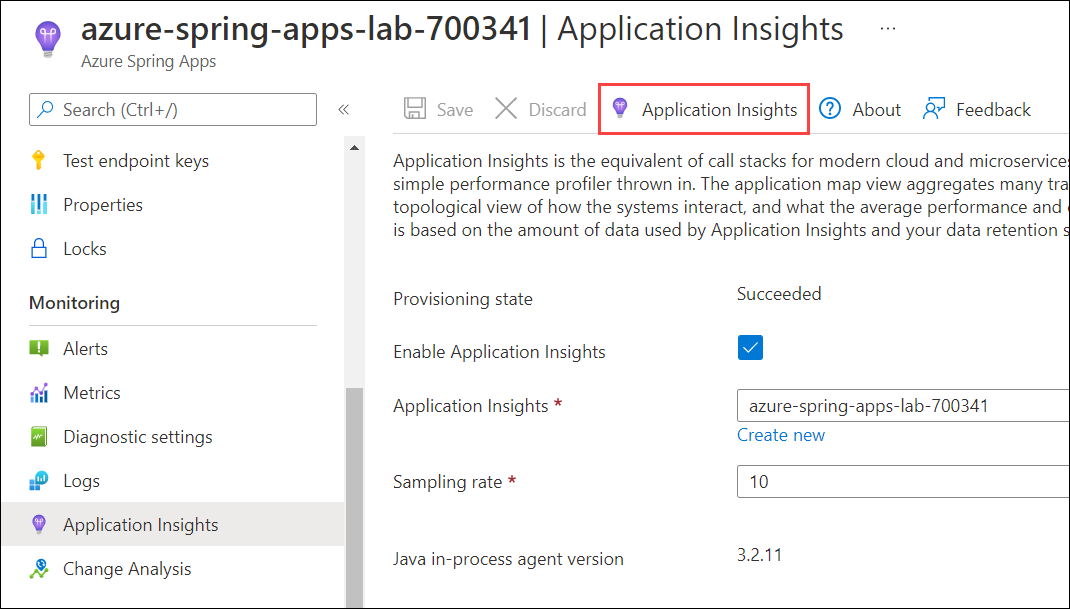 azure-spring-apps-lab-700341 | Application Insights ...
Azure Spring Apps
Search (Ctrl+/)
«
Save
Discard
Application Insights
About
Feedback
Test endpoint keys
Properties
Locks
Monitoring
Alerts
Metrics
Diagnostic settings
Logs
Application Insights
Change Analysis
Application Insights is the equivalent of call stacks for modern cloud and microservices
simple performance profiler thrown in. The application map view aggregates many tra
topological view of how the systems interact, and what the average performance and
is based on the amount of data used by Application Insights and your data retention s
Provisioning state
Succeeded
Enable Application Insights
Application Insights *
azure-spring-apps-lab-700341
Create new
Sampling rate *
10
Java in-process agent version
3.2.11